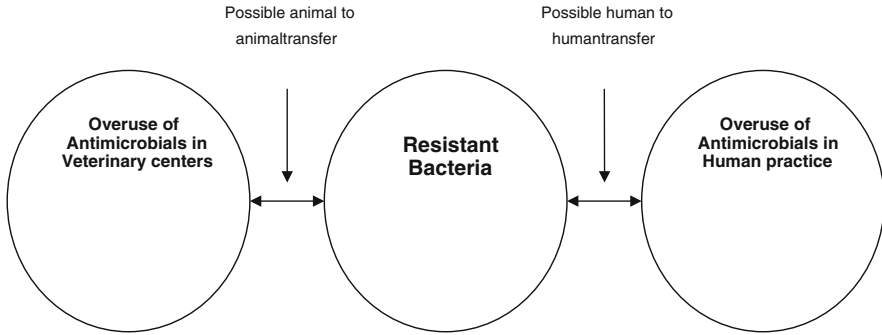 Possible animal to
animaltransfer
Possible human to
humantransfer
Overuse of
Antimicrobials in
Veterinary centers
Resistant
Bacteria
Overuse of
Antimicrobials in
Human practice